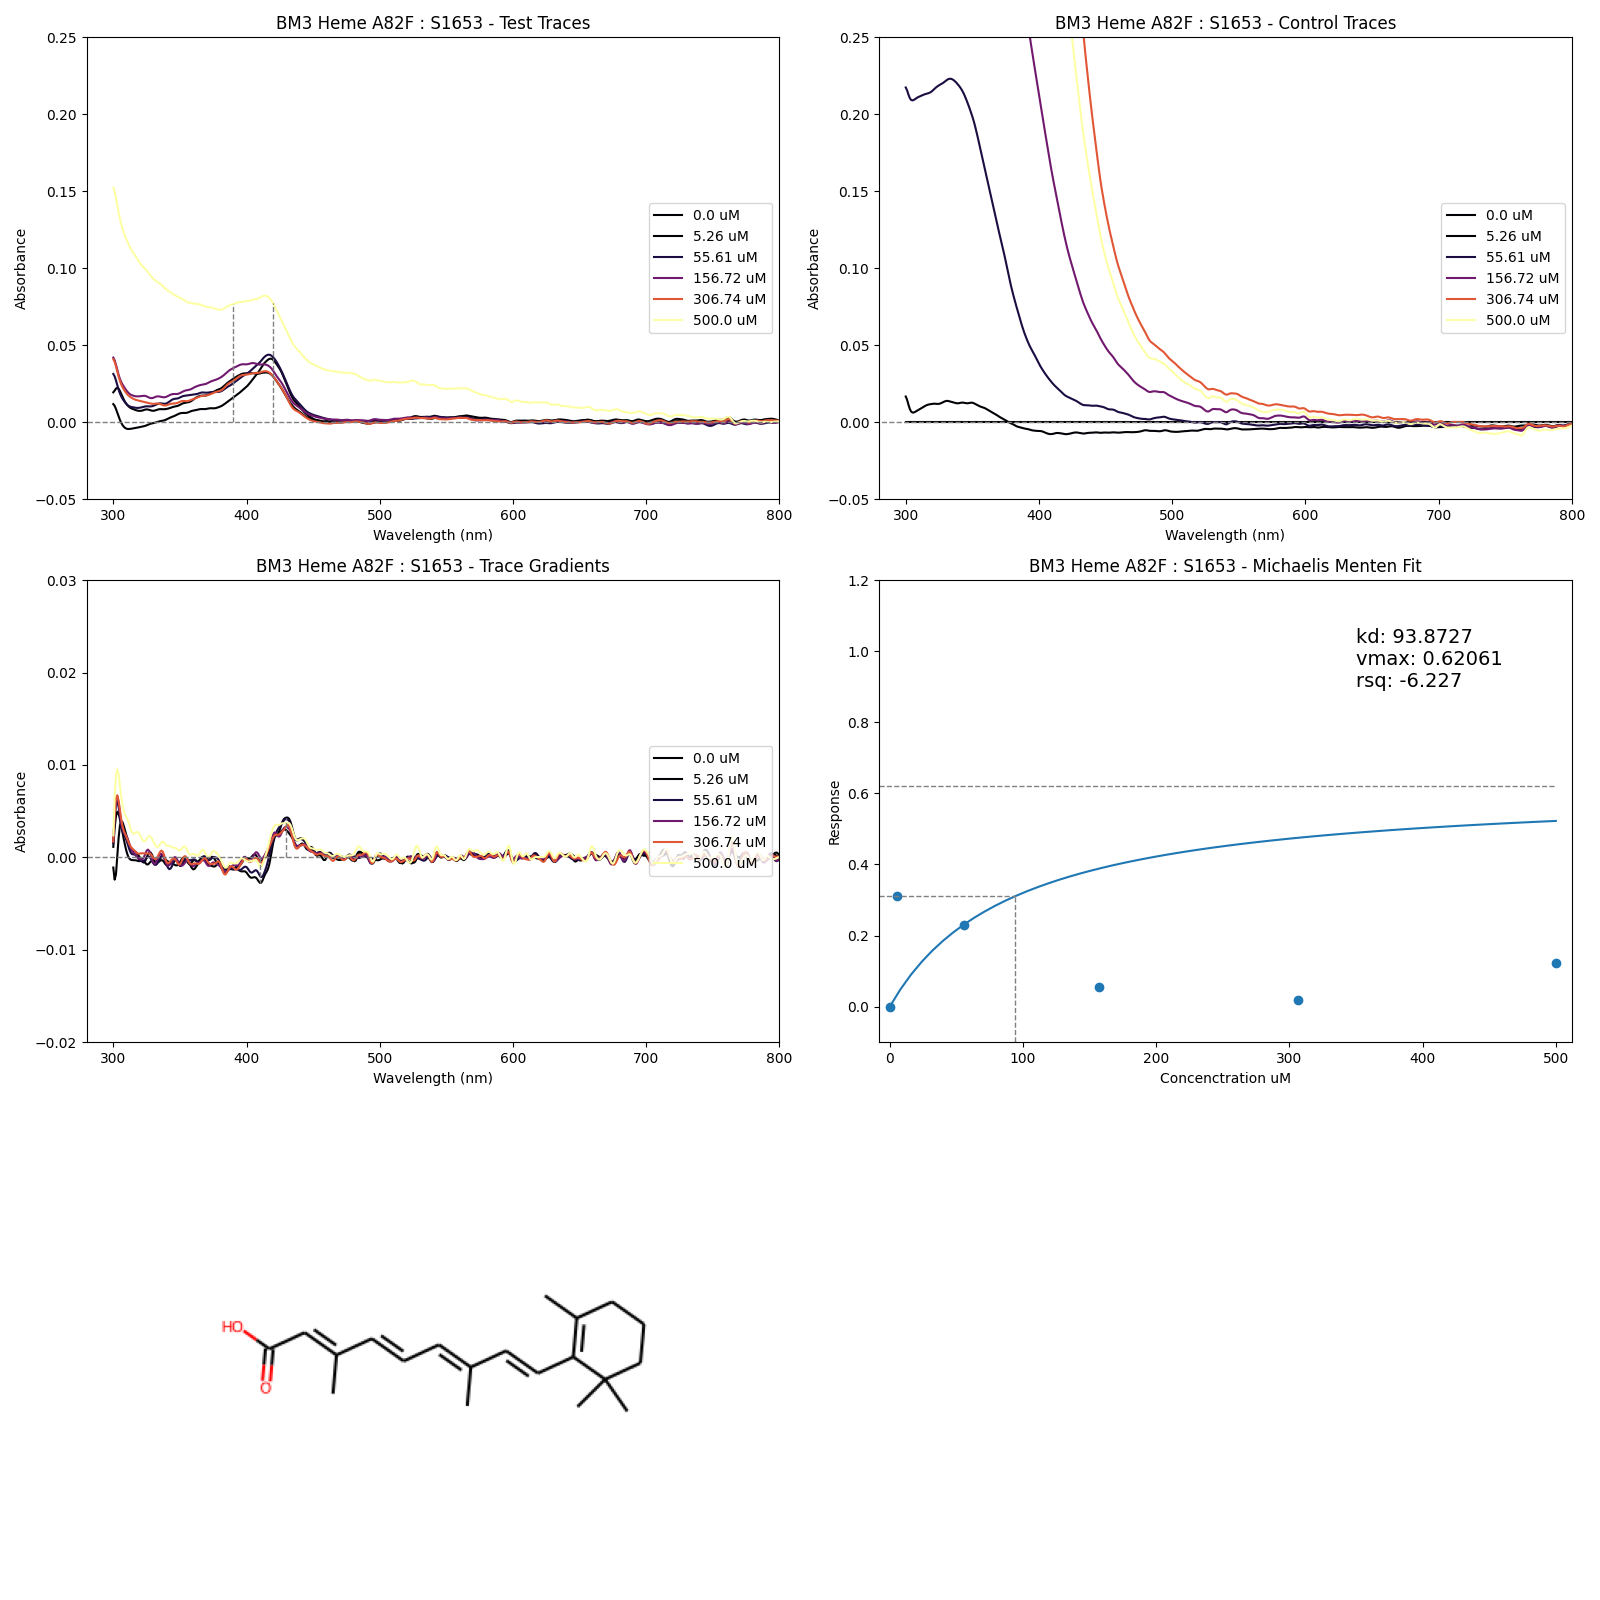 BM3 Heme A82F : S1653 - Test Traces
0.25
0.20
0.15
0.10
0.05
0.00
−0.05
Absorbance
300 400 500 600 700 800
Wavelength (nm)
0.0 uM
5.26 uM
55.61 uM
156.72 uM
306.74 uM
500.0 uM
BM3 Heme A82F : S1653 - Control Traces
0.25
0.20
0.15
0.10
0.05
0.00
−0.05
Absorbance
300 400 500 600 700 800
Wavelength (nm)
0.0 uM
5.26 uM
55.61 uM
156.72 uM
306.74 uM
500.0 uM
BM3 Heme A82F : S1653 - Trace Gradients
0.03
0.02
0.01
0.00
−0.01
−0.02
Absorbance
300 400 500 600 700 800
Wavelength (nm)
0.0 uM
5.26 uM
55.61 uM
156.72 uM
306.74 uM
500.0 uM
BM3 Heme A82F : S1653 - Michaelis Menten Fit
1.2
1.0
0.8
0.6
0.4
0.2
0.0
Response
kd: 93.8727
vmax: 0.62061
rsq: -6.227
0 100 200 300 400 500
Concenctration uM
HO
O